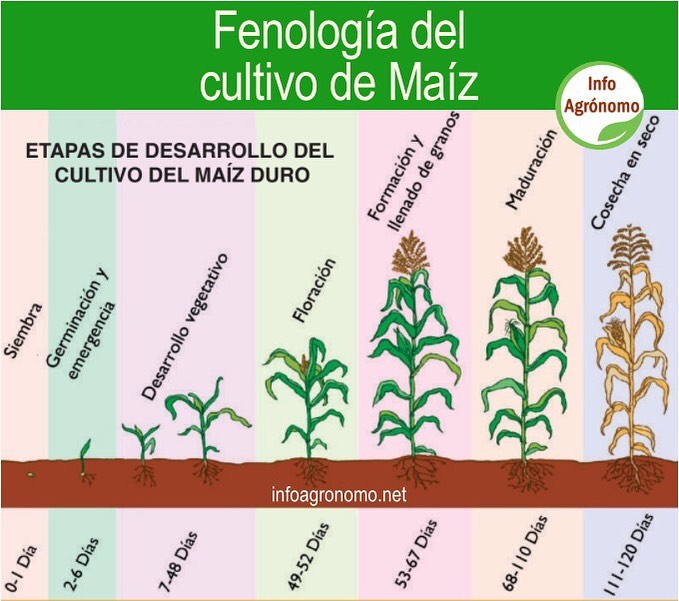 Fenología del
cultivo de Maíz
Info
Agrónomo
ETAPAS DE DESARROLLO DEL
CULTIVO DEL MAÍZ DURO
Siembra
Germinación y
emergencia
Desarrollo vegetativo
Floración
Formación y
llenado de granos
Maduración
Cosecha en seco
infoagronomo.net
0-1 Día
2-6 Días
7-48 Días
49-52 Días
53-67 Días
68-110 Días
111-120 Días